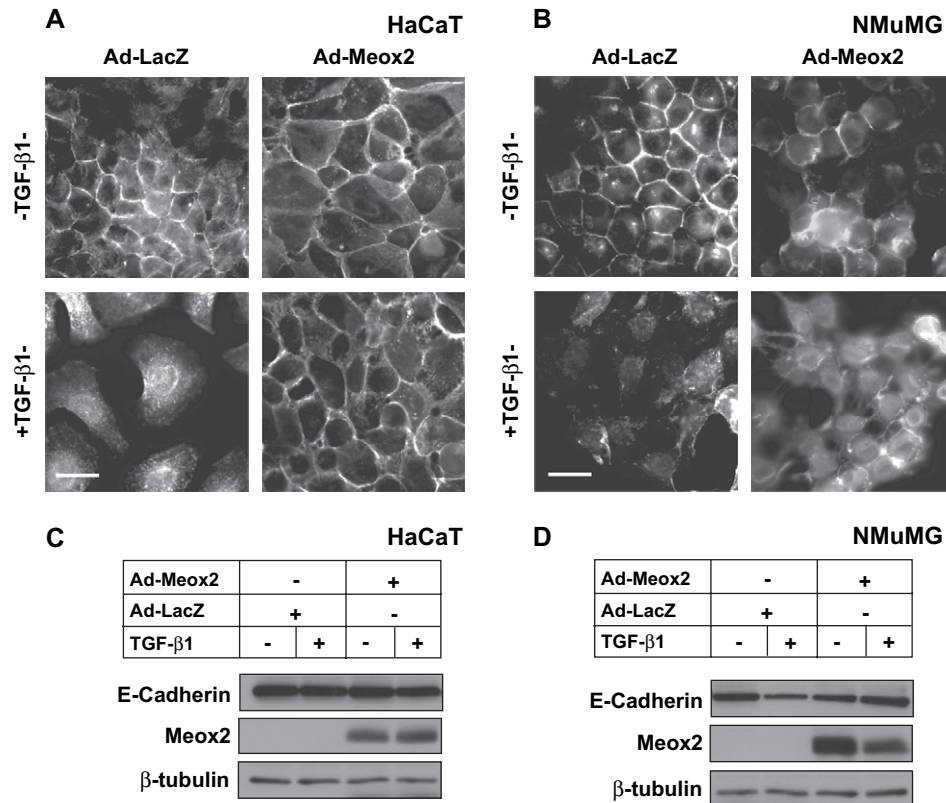 A
HaCaT
Ad-LacZ
Ad-Meox2
-TGF-β1-
+TGF-β1-
B
NMuMG
Ad-LacZ
Ad-Meox2
-TGF-β1-
+TGF-β1-
C
HaCaT
Ad-Meox2 - +
Ad-LacZ + -
TGF-β1 - + - +
E-Cadherin
Meox2
β-tubulin
D
NMuMG
Ad-Meox2 - +
Ad-LacZ + -
TGF-β1 - + - +
E-Cadherin
Meox2
β-tubulin